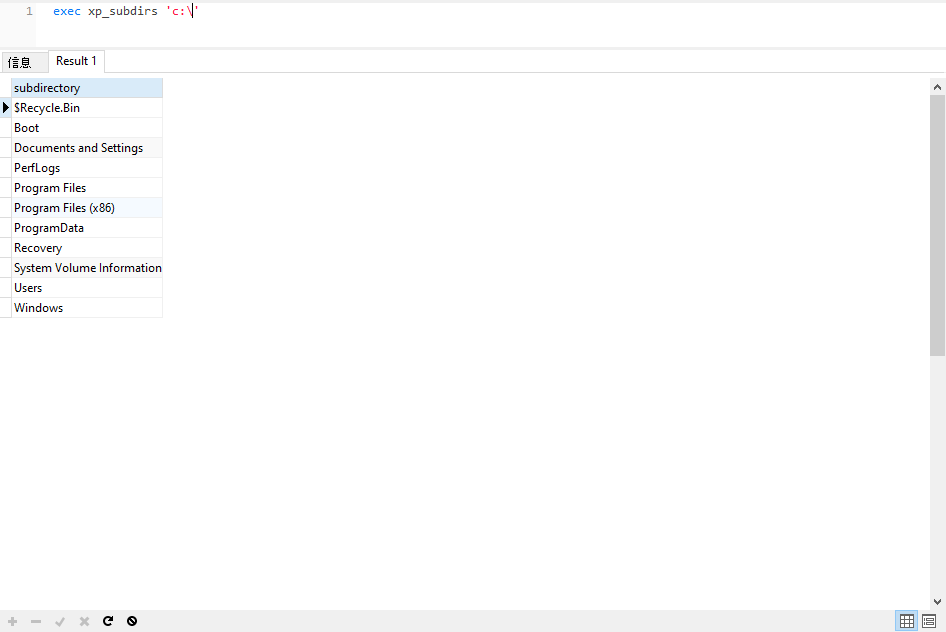 1 exec xp_subdirs 'c:\'
信息 Result 1
subdirectory
$Recycle.Bin
Boot
Documents and Settings
PerfLogs
Program Files
Program Files (x86)
ProgramData
Recovery
System Volume Information
Users
Windows